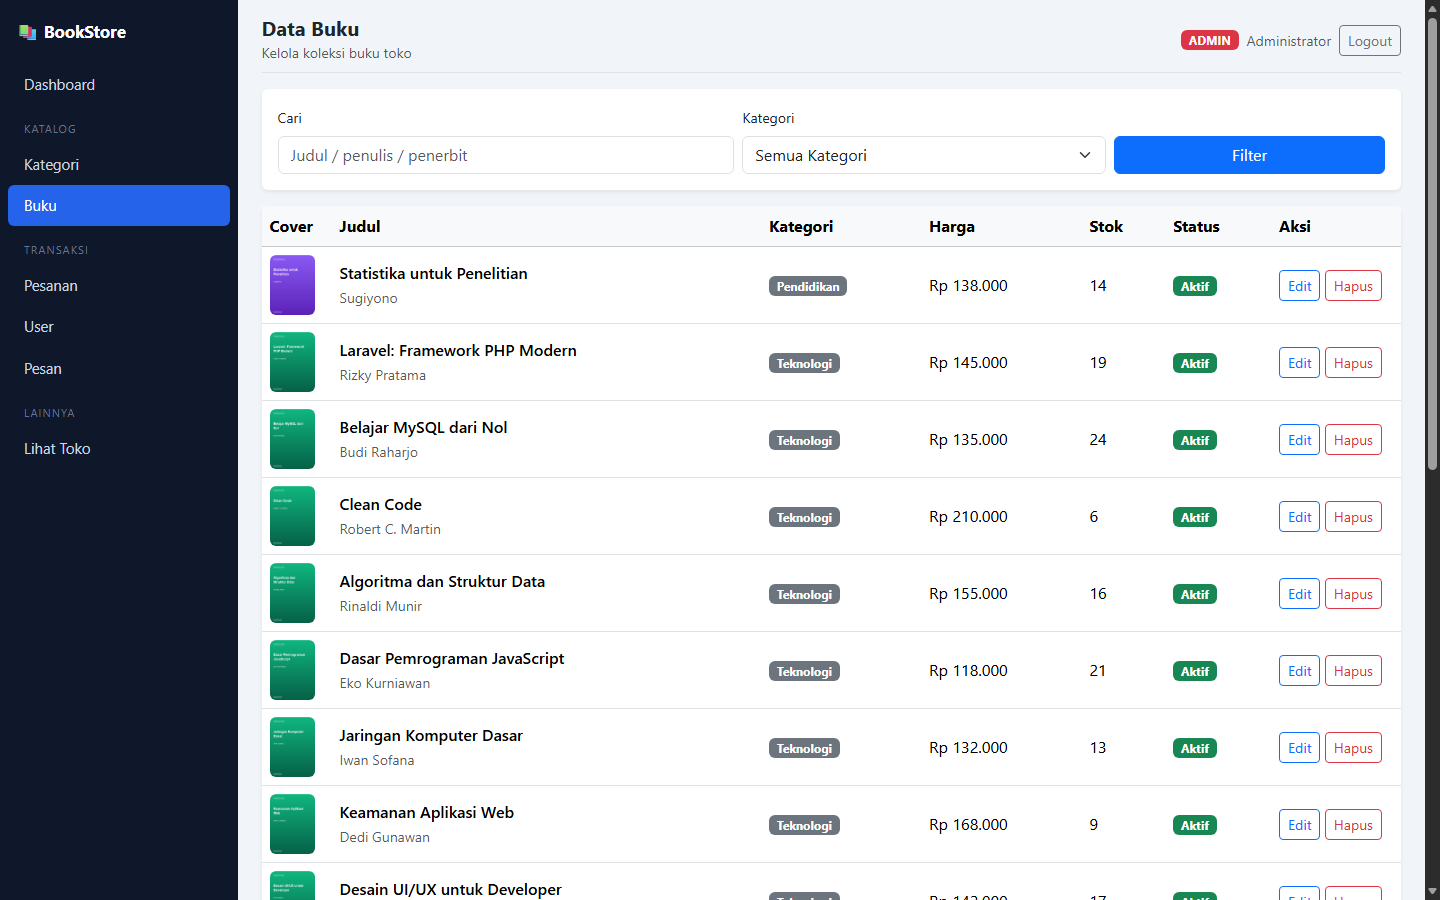 BookStore
Dashboard
KATALOG
Kategori
Buku
TRANSAKSI
Pesanan
User
Pesan
LAINNYA
Lihat Toko
Data Buku
Kelola koleksi buku toko
ADMIN Administrator Logout
Cari Kategori
Judul / penulis / penerbit Semua Kategori Filter
Cover Judul Kategori Harga Stok Status Aksi
Statistika untuk Penelitian
Sugiyono
Pendidikan Rp 138.000 14 Aktif Edit Hapus
Laravel: Framework PHP Modern
Rizky Pratama
Teknologi Rp 145.000 19 Aktif Edit Hapus
Belajar MySQL dari Nol
Budi Raharjo
Teknologi Rp 135.000 24 Aktif Edit Hapus
Clean Code
Robert C. Martin
Teknologi Rp 210.000 6 Aktif Edit Hapus
Algoritma dan Struktur Data
Rinaldi Munir
Teknologi Rp 155.000 16 Aktif Edit Hapus
Dasar Pemrograman JavaScript
Eko Kurniawan
Teknologi Rp 118.000 21 Aktif Edit Hapus
Jaringan Komputer Dasar
Iwan Sofana
Teknologi Rp 132.000 13 Aktif Edit Hapus
Keamanan Aplikasi Web
Dedi Gunawan
Teknologi Rp 168.000 9 Aktif Edit Hapus
Desain UI/UX untuk Developer